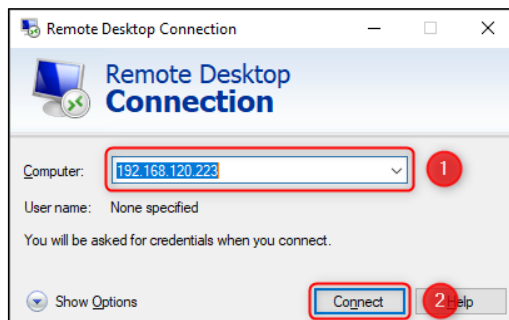 Remote Desktop Connection
Remote Desktop
Connection
Computer: 192.168.120.223 1
User name: None specified
You will be asked for credentials when you connect.
Show Options Connect 2 Help